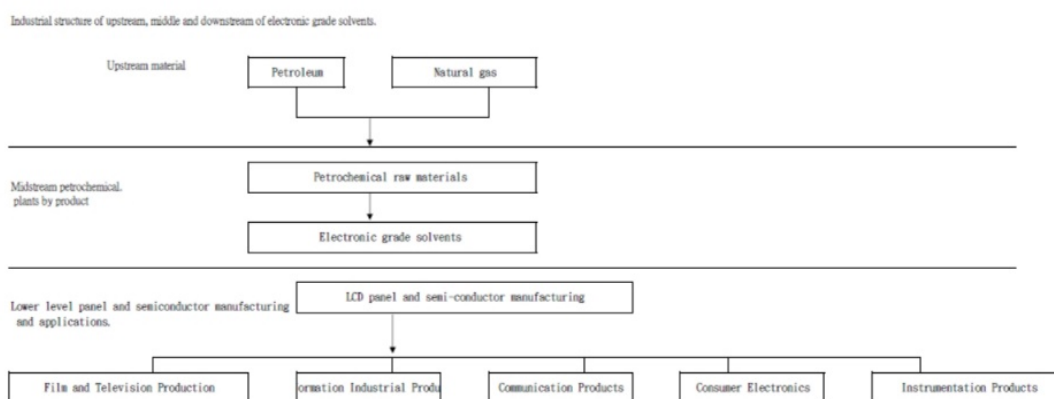 Industrial structure of upstream, middle and downstream of electronic grade solvents.
Upstream material
Petroleum
Natural gas
Petrochemical raw materials
Midstream petrochemical.
plants by product
Electronic grade solvents
LCD panel and semi-conductor manufacturing
Lower level panel and semiconductor manufacturing
and applications.
Film and Television Production
ormation Industrial Produ
Communication Products
Consumer Electronics
Instrumentation Products